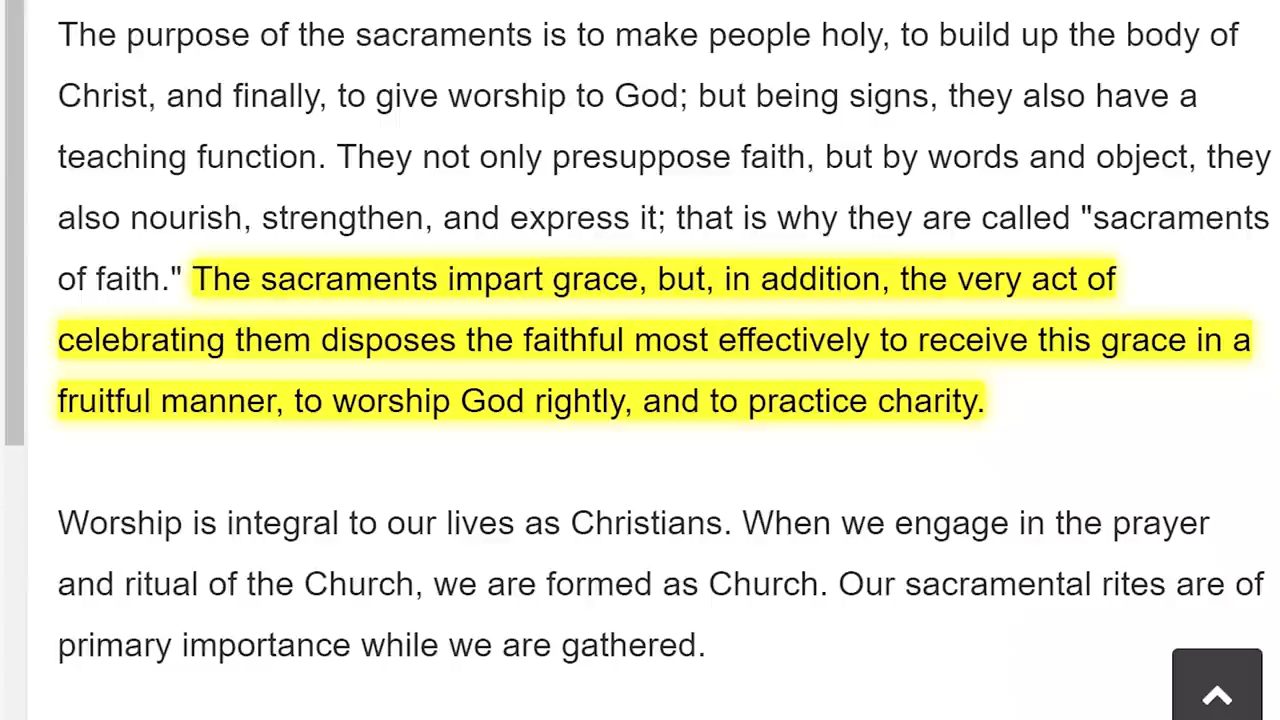 The purpose of the sacraments is to make people holy, to build up the body of
Christ, and finally, to give worship to God; but being signs, they also have a
teaching function. They not only presuppose faith, but by words and object, they
also nourish, strengthen, and express it; that is why they are called "sacraments
of faith." The sacraments impart grace, but, in addition, the very act of
celebrating them disposes the faithful most effectively to receive this grace in a
fruitful manner, to worship God rightly, and to practice charity.
Worship is integral to our lives as Christians. When we engage in the prayer
and ritual of the Church, we are formed as Church. Our sacramental rites are of
primary importance while we are gathered.